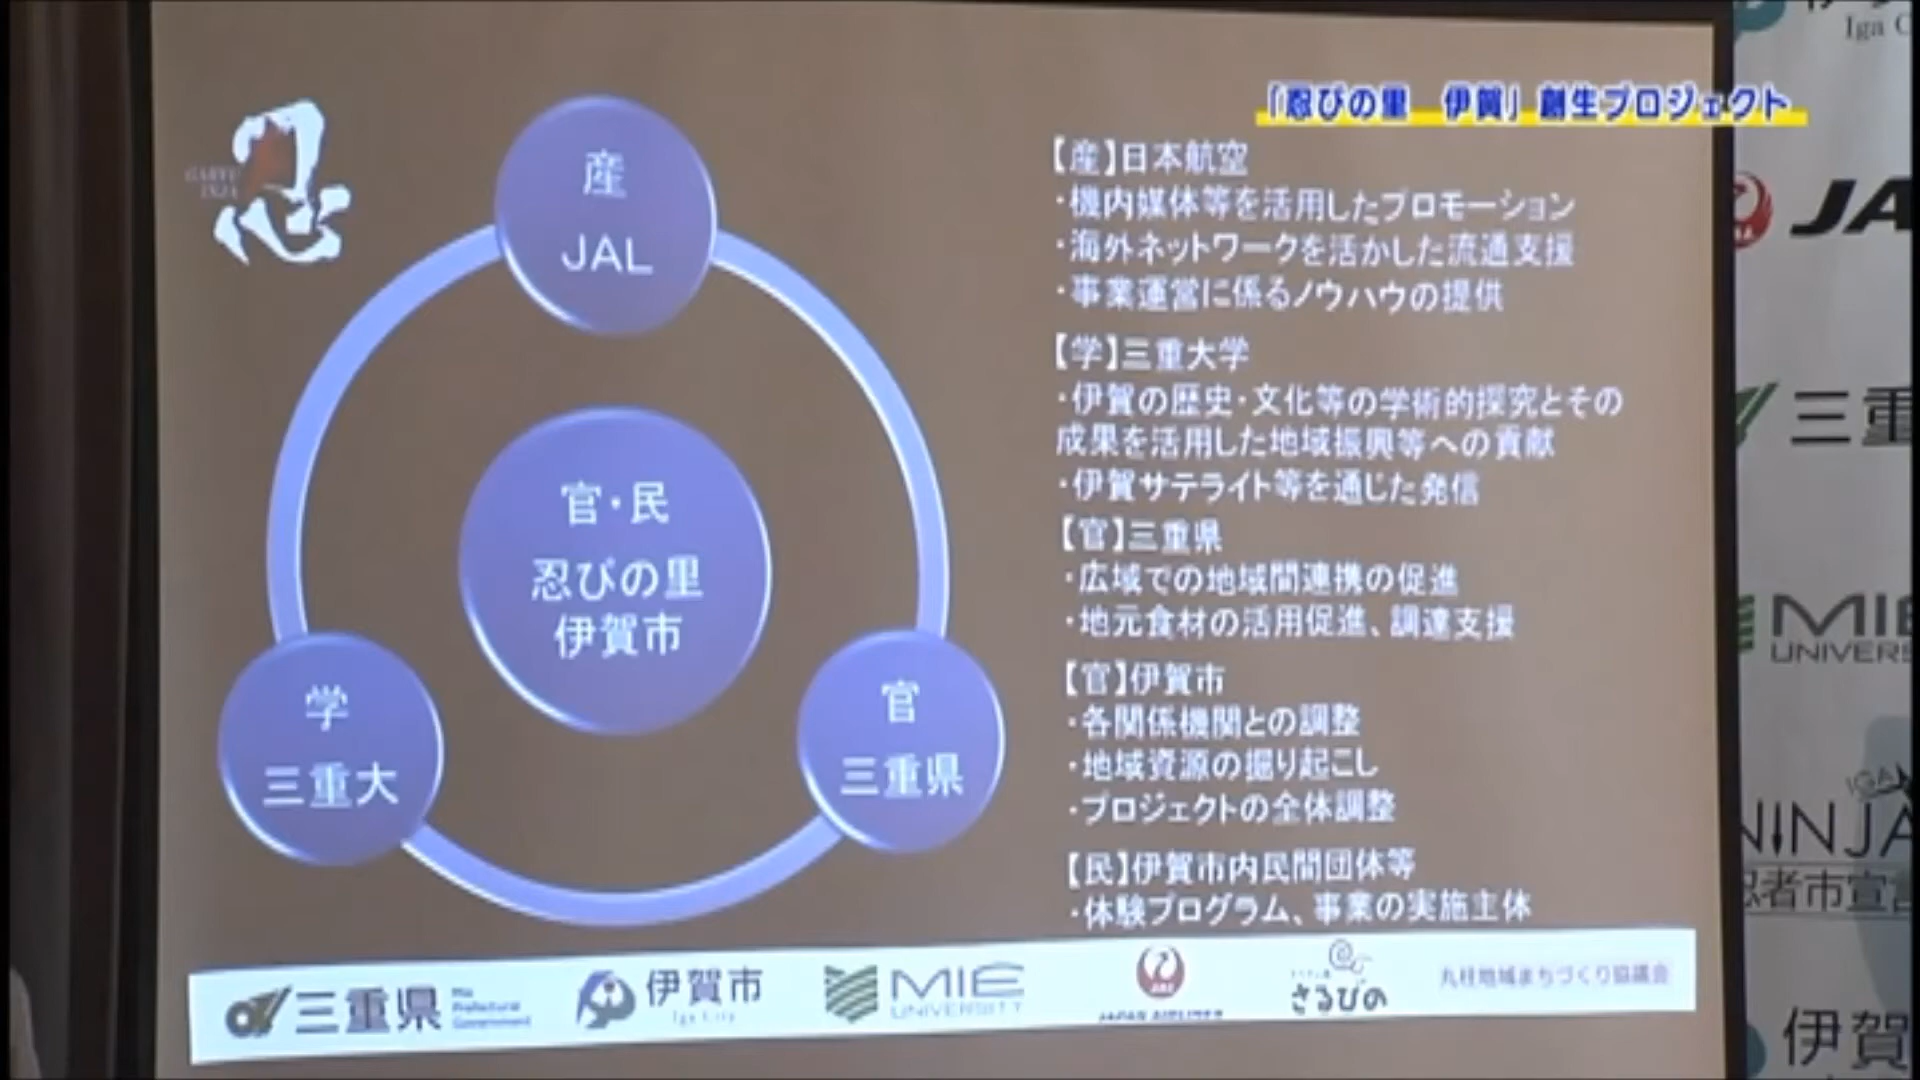 「忍びの里　伊賀」創生プロジェクト
忍
産
JAL
官・民
忍びの里
伊賀市
学
三重大
官
三重県
【産】日本航空
・機内媒体等を活用したプロモーション
・海外ネットワークを活かした流通支援
・事業運営に係るノウハウの提供
【学】三重大学
・伊賀の歴史・文化等の学術的探究とその
成果を活用した地域振興等への貢献
・伊賀サテライト等を通じた発信
【官】三重県
・広域での地域間連携の促進
・地元食材の活用促進、調達支援
【官】伊賀市
・各関係機関との調整
・地域資源の掘り起こし
・プロジェクトの全体調整
【民】伊賀市内民間団体等
・体験プログラム、事業の実施主体
三重県 Mie Prefectural Government
伊賀市
Iga City
MIE
UNIVERSITY
JAPAN AIRLINES
さるびの
丸柱地域まちづくり協議会
Iga C
JA
三重
MIE
UNIVERS
IGA
NINJA
忍者市宣言
伊賀